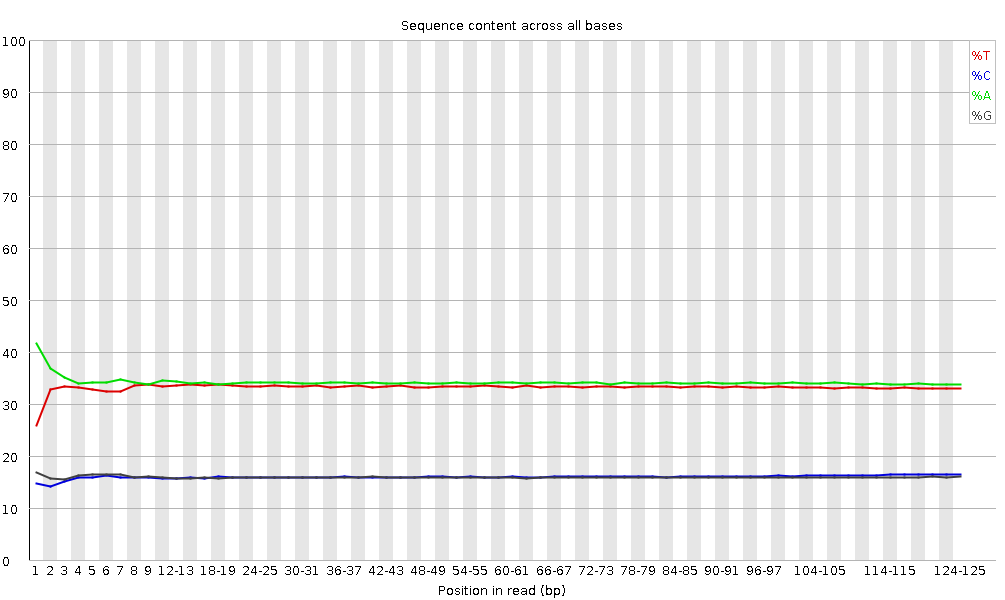 Sequence content across all bases
100
90
80
70
60
50
40
30
20
10
0
%T
%C
%A
%G
1 2 3 4 5 6 7 8 9 12-13 18-19 24-25 30-31 36-37 42-43 48-49 54-55 60-61 66-67 72-73 78-79 84-85 90-91 96-97 104-105 114-115 124-125
Position in read (bp)